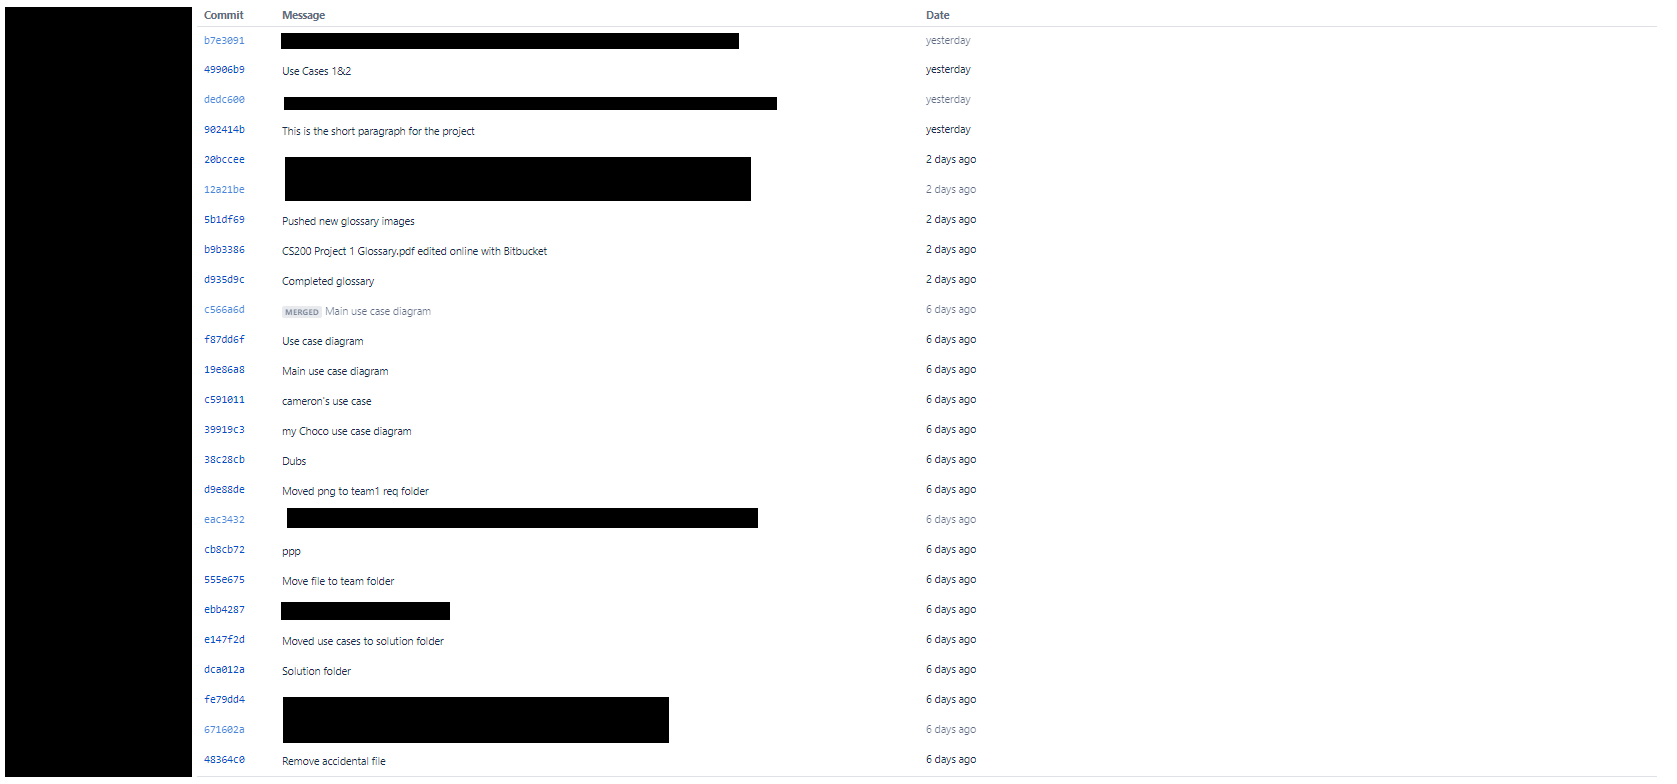 Commit Message Date
b7e3091 yesterday
49906b9 Use Cases 1&2 yesterday
dedc600 yesterday
902414b This is the short paragraph for the project yesterday
20bccee 2 days ago
12a21be 2 days ago
5b1df69 Pushed new glossary images 2 days ago
b9b3386 CS200 Project 1 Glossary.pdf edited online with Bitbucket 2 days ago
d935d9c Completed glossary 2 days ago
c566a6d MERGED Main use case diagram 6 days ago
f87dd6f Use case diagram 6 days ago
19e86a8 Main use case diagram 6 days ago
c591011 cameron's use case 6 days ago
39919c3 my Choco use case diagram 6 days ago
38c28cb Dubs 6 days ago
d9e88de Moved png to team1 req folder 6 days ago
eac3432 6 days ago
cb8cb72 ppp 6 days ago
555e675 Move file to team folder 6 days ago
ebb4287 6 days ago
e147f2d Moved use cases to solution folder 6 days ago
dca012a Solution folder 6 days ago
fe79dd4 6 days ago
671602a 6 days ago
48364c0 Remove accidental file 6 days ago